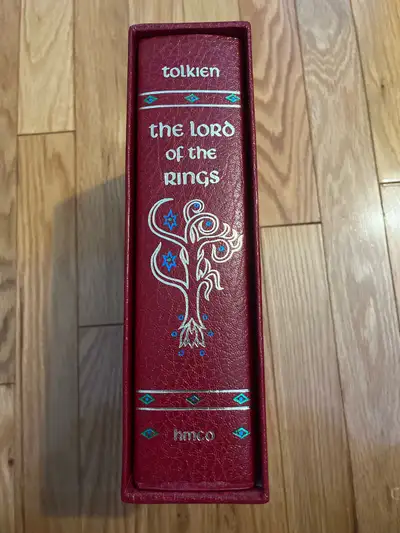 tolkien
the lord
of the
rings
hmco